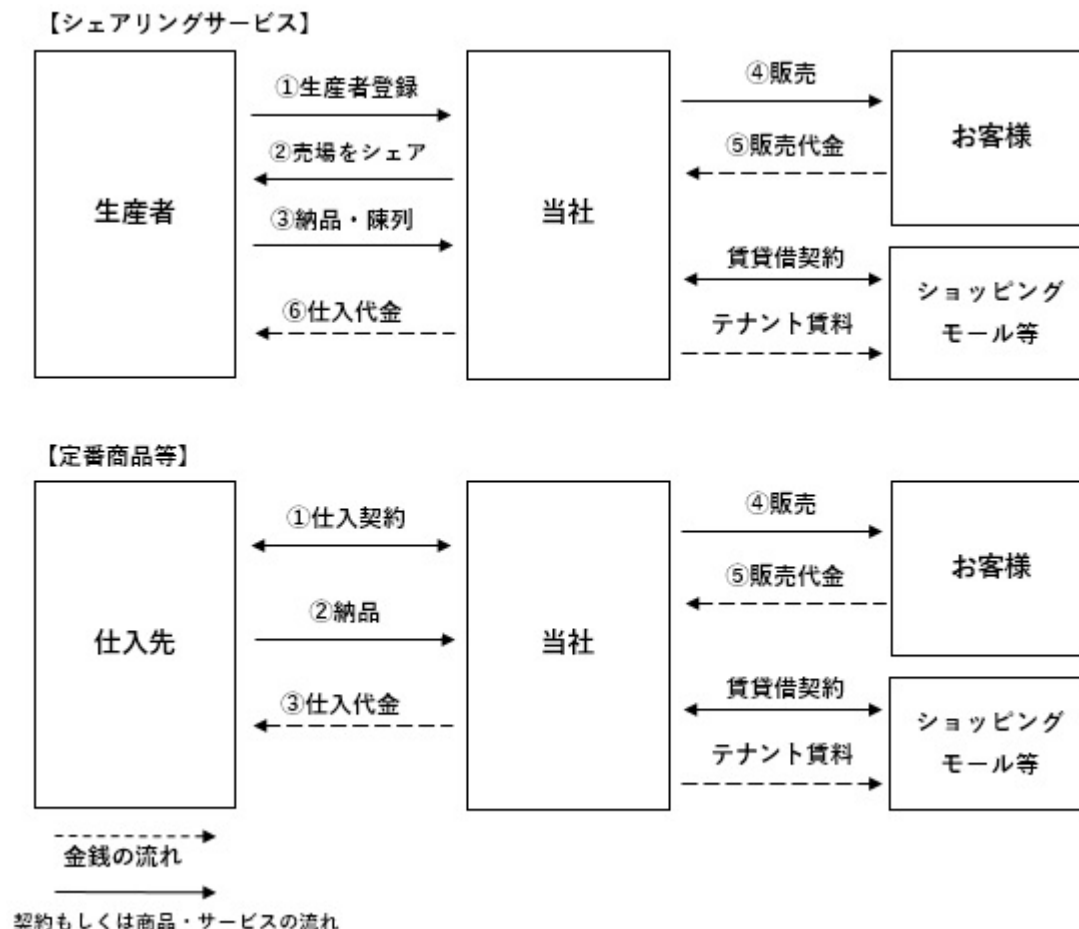 【シェアリングサービス】
生産者
①生産者登録
②売場をシェア
③納品・陳列
⑥仕入代金
当社
④販売
⑤販売代金
お客様
賃貸借契約
テナント賃料
ショッピング
モール等
【定番商品等】
仕入先
①仕入契約
②納品
③仕入代金
当社
④販売
⑤販売代金
お客様
賃貸借契約
テナント賃料
ショッピング
モール等
金銭の流れ
契約もしくは商品・サービスの流れ